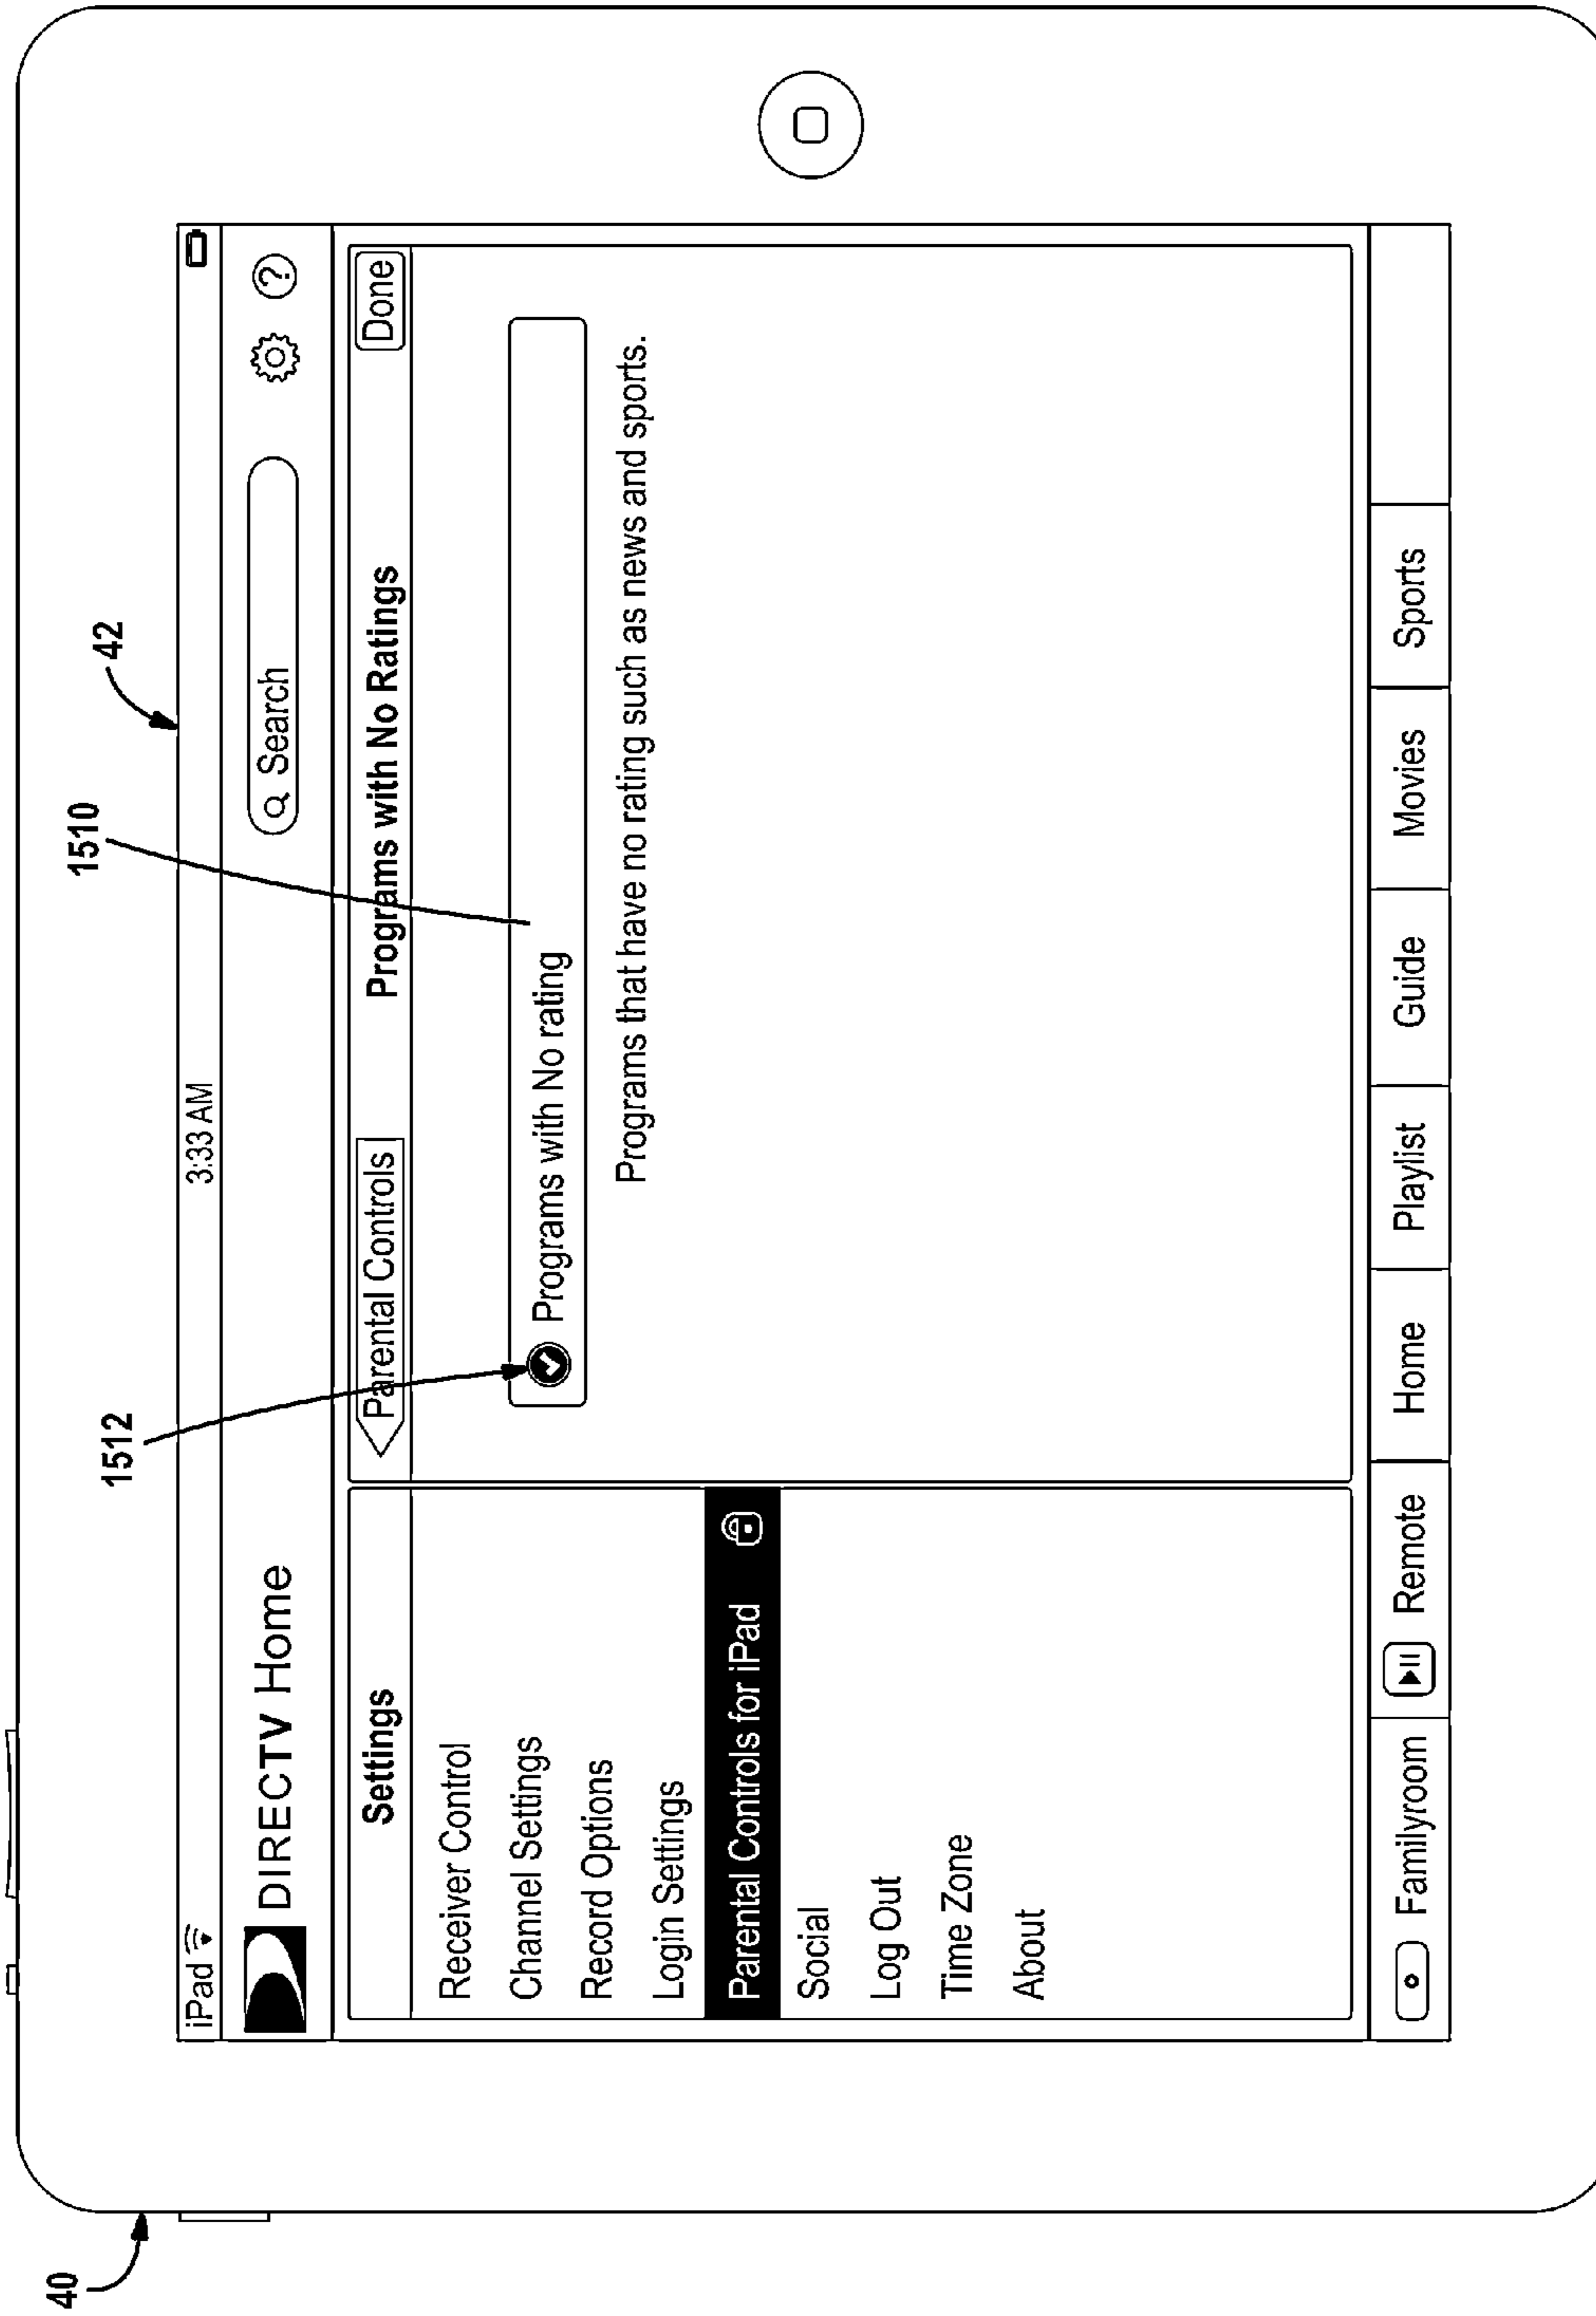 40
42
1510
1512
iPad
3:33 AM
DIRECTV Home
Search
?
Settings
Receiver Control
Channel Settings
Record Options
Login Settings
Parental Controls for iPad
Social
Log Out
Time Zone
About
Parental Controls
Programs with No Ratings
Done
Programs with No rating
Programs that have no rating such as news and sports.
Familyroom
Remote
Home
Playlist
Guide
Movies
Sports